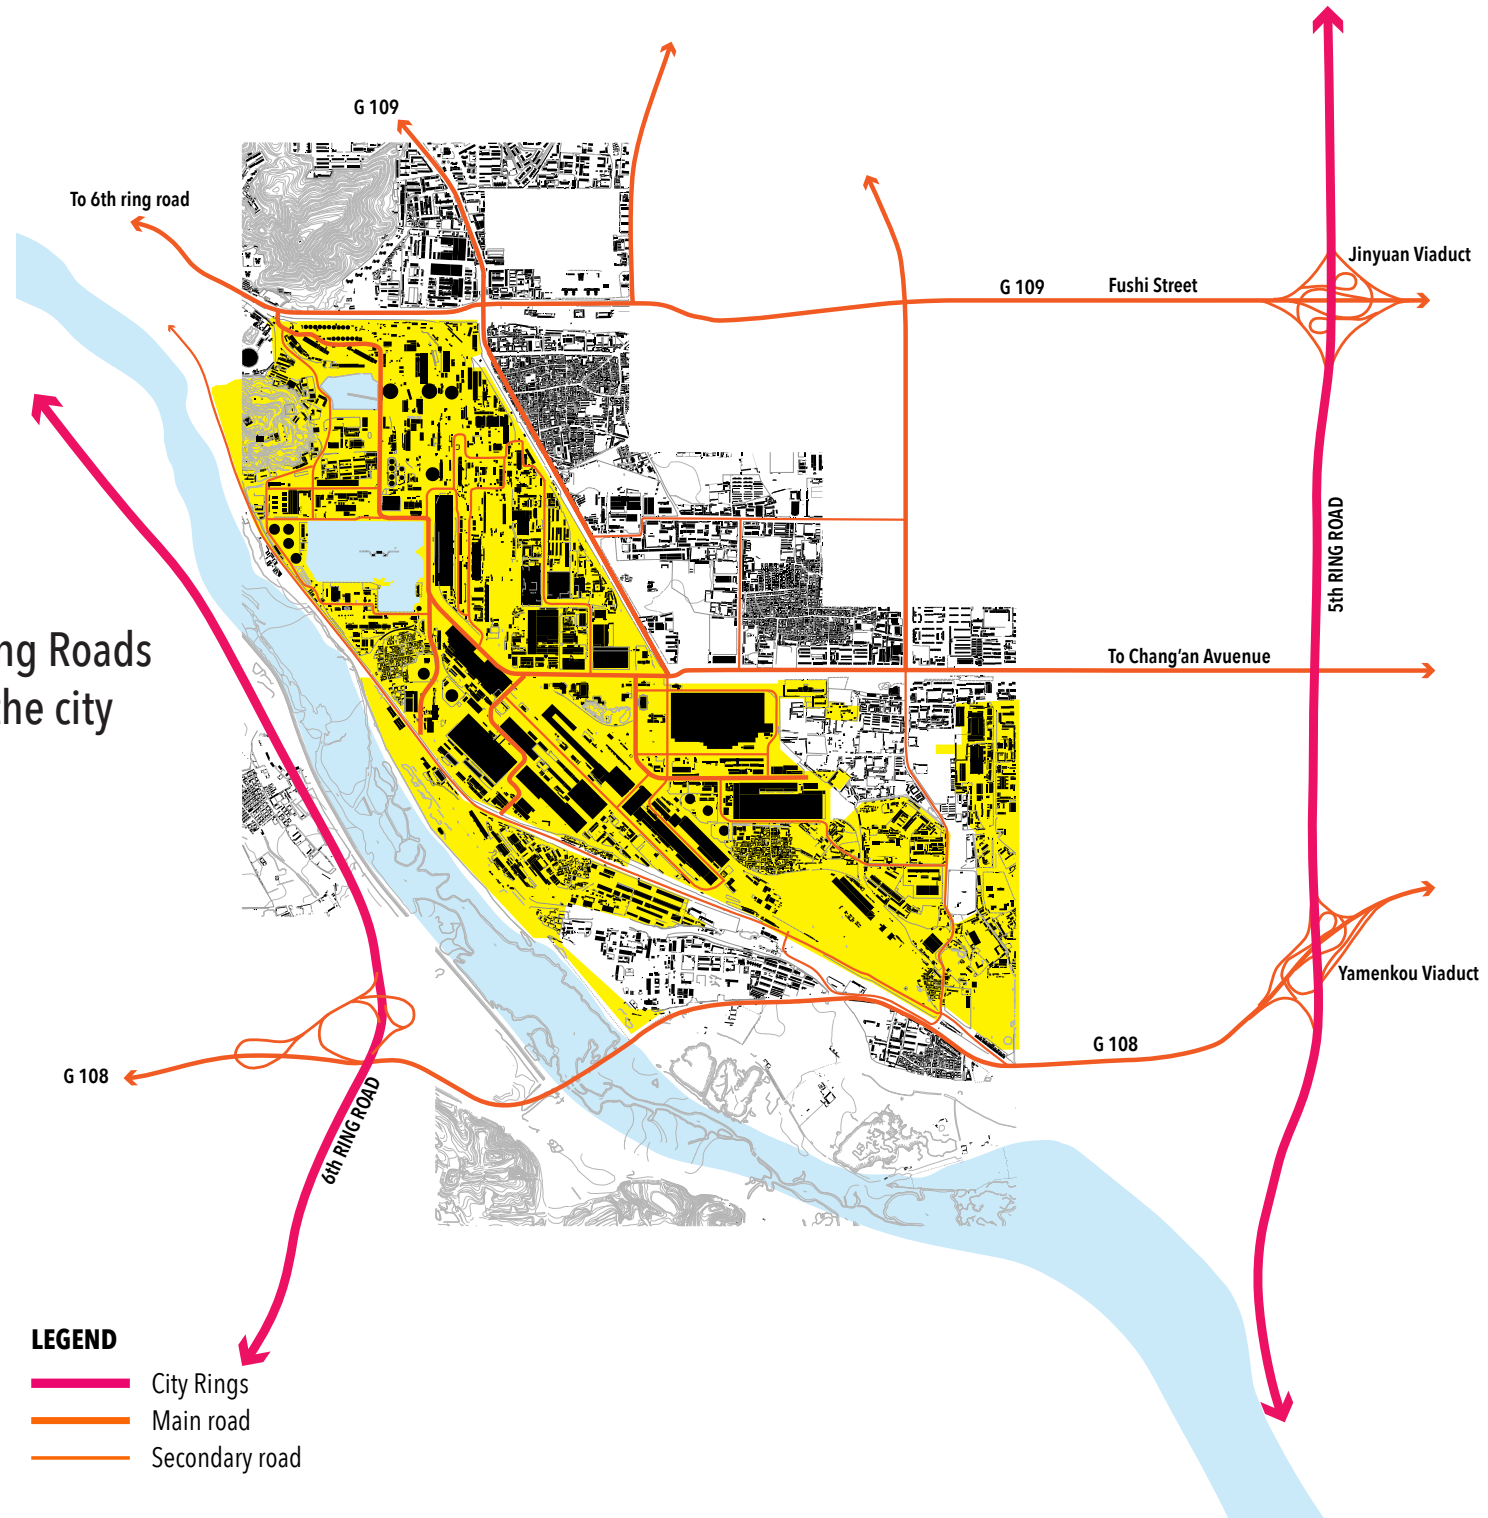 G 109
To 6th ring road
Jinyuan Viaduct
G 109
Fushi Street
5th RING ROAD
ng Roads
the city
To Chang'an Avuenue
Yamenkou Viaduct
G 108
G 108
6th RING ROAD
LEGEND
City Rings
Main road
Secondary road